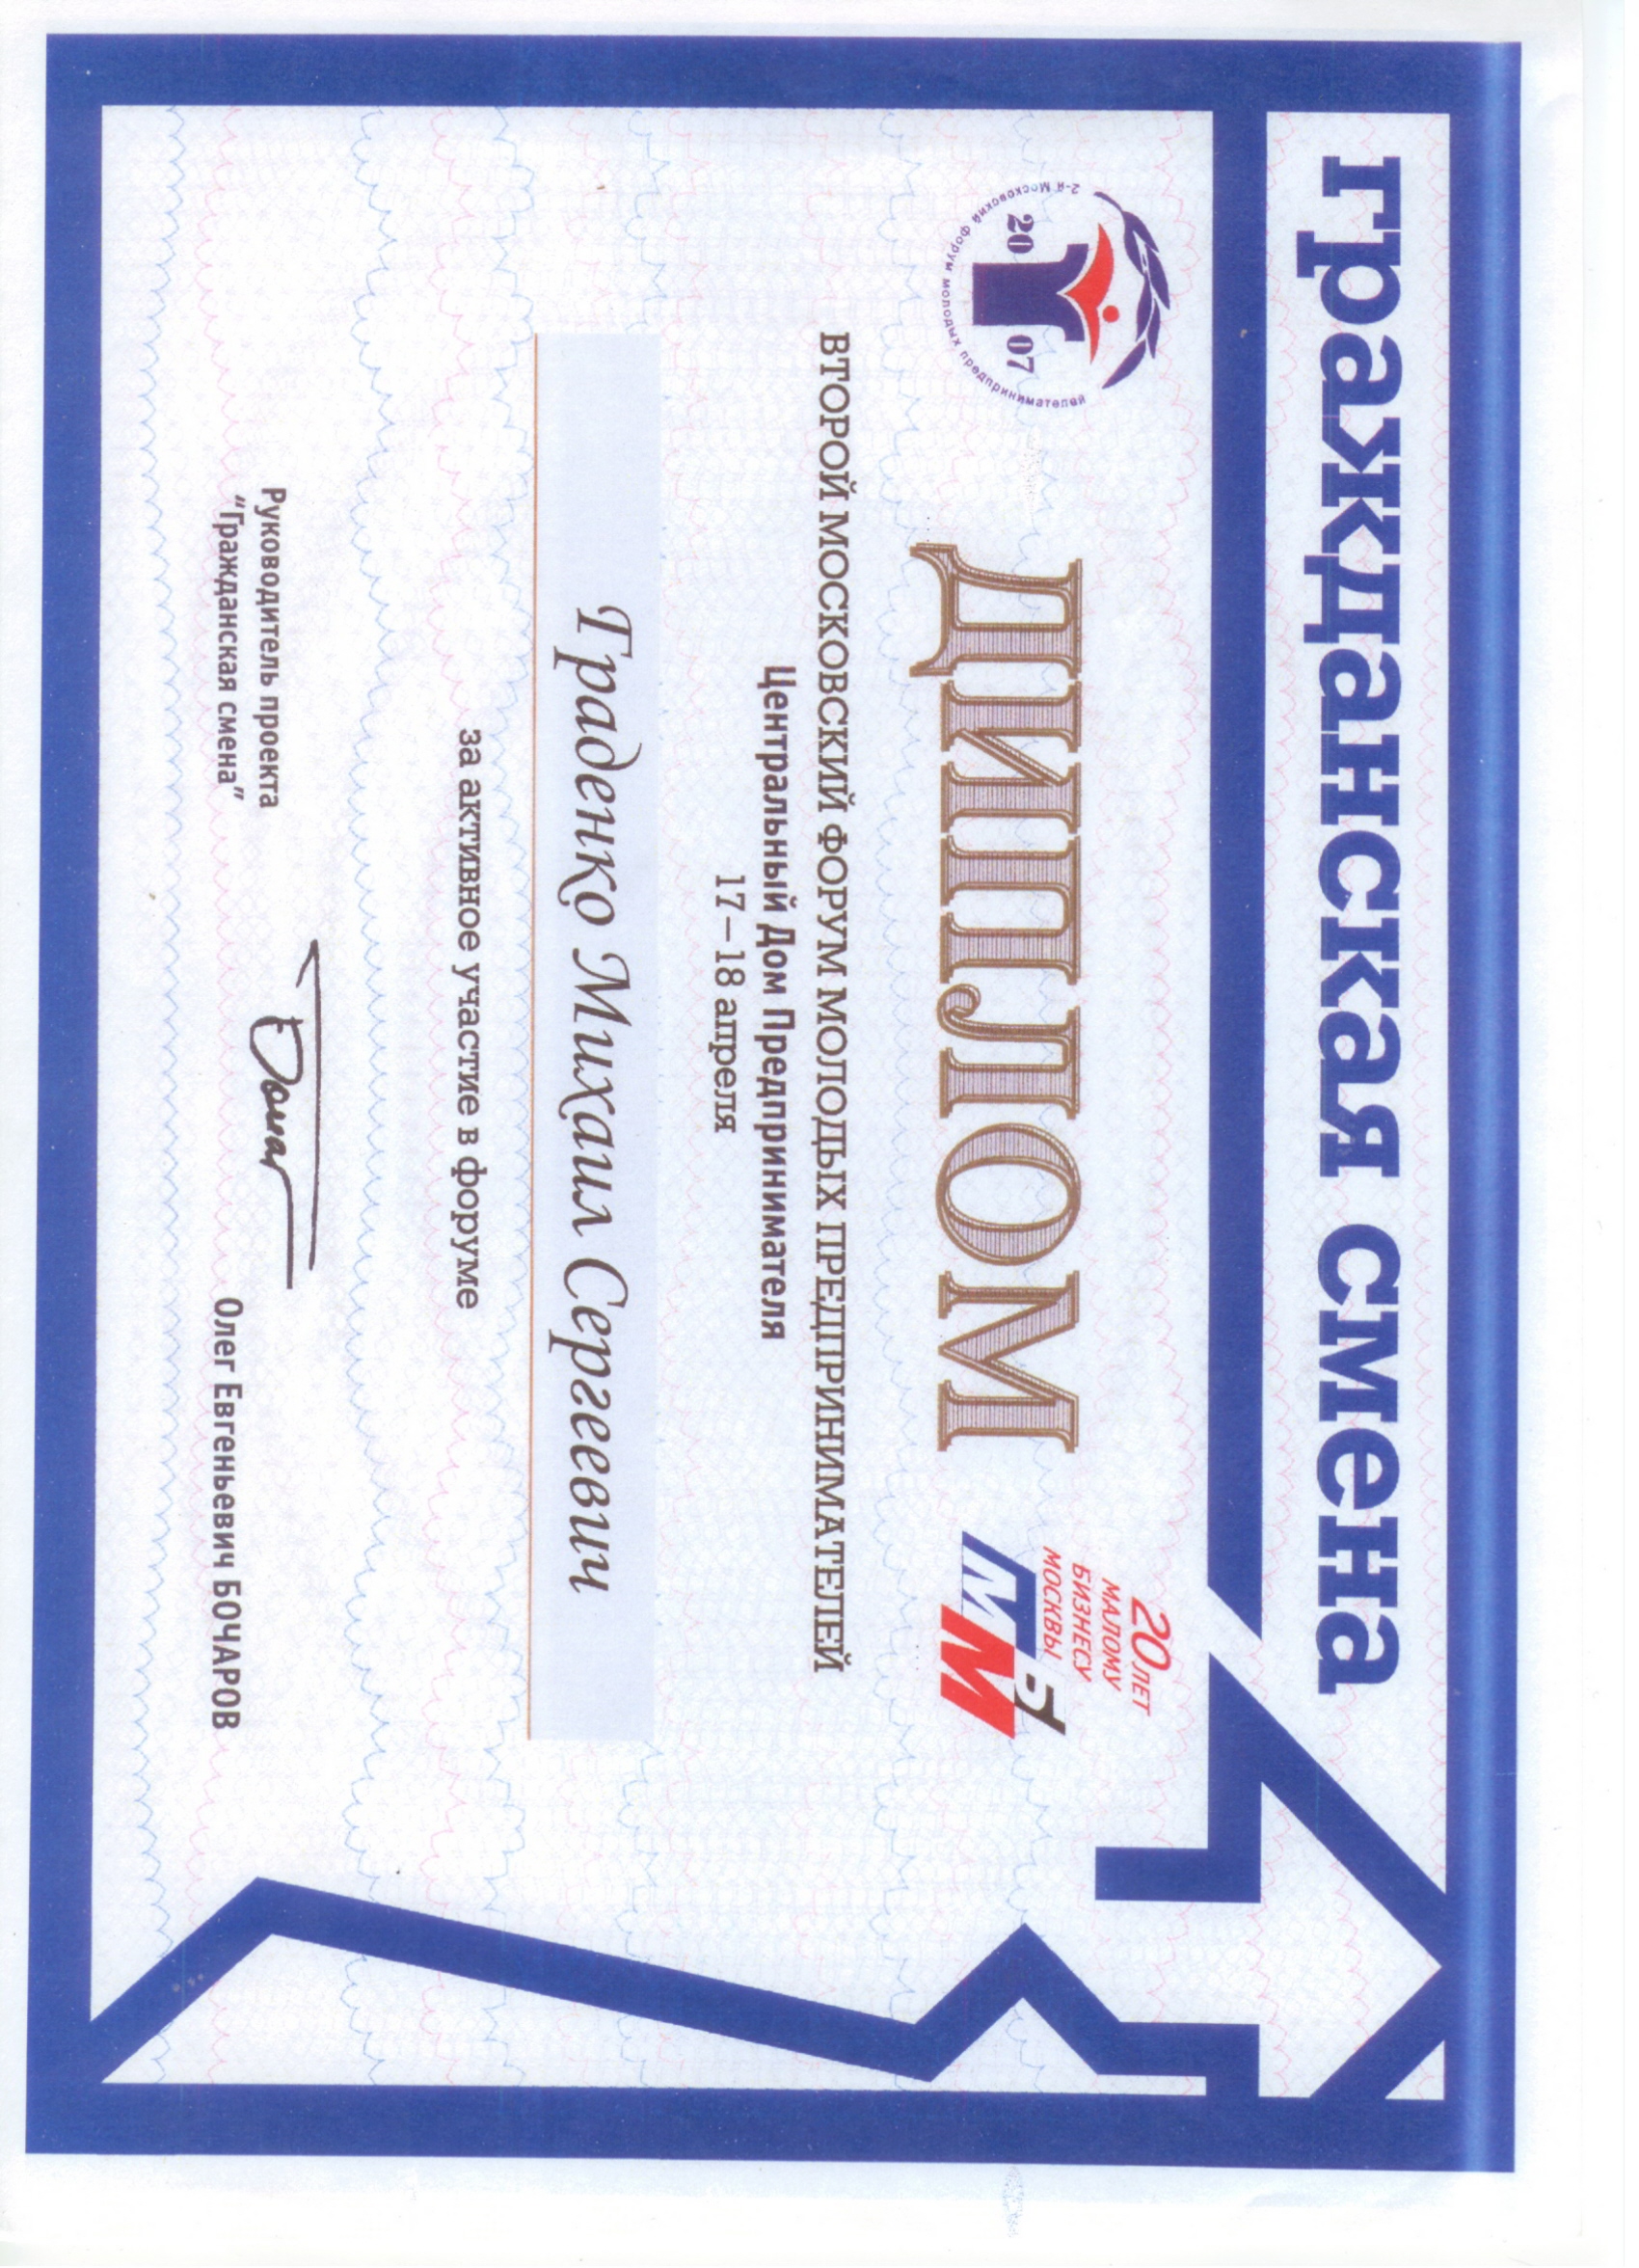 гражданская смена
2-й Московский форум молодых предпринимателей
20 07
20 ЛЕТ
МАЛОМУ
БИЗНЕСУ
МОСКВЫ
МЫ
М
ДИПЛОМ
ВТОРОЙ МОСКОВСКИЙ ФОРУМ МОЛОДЫХ ПРЕДПРИНИМАТЕЛЕЙ
Центральный Дом Предпринимателя
17–18 апреля
Граденко Михаил Сергеевич
за активное участие в форуме
Руководитель проекта
“Гражданская смена”
Олег Евгеньевич БОЧАРОВ